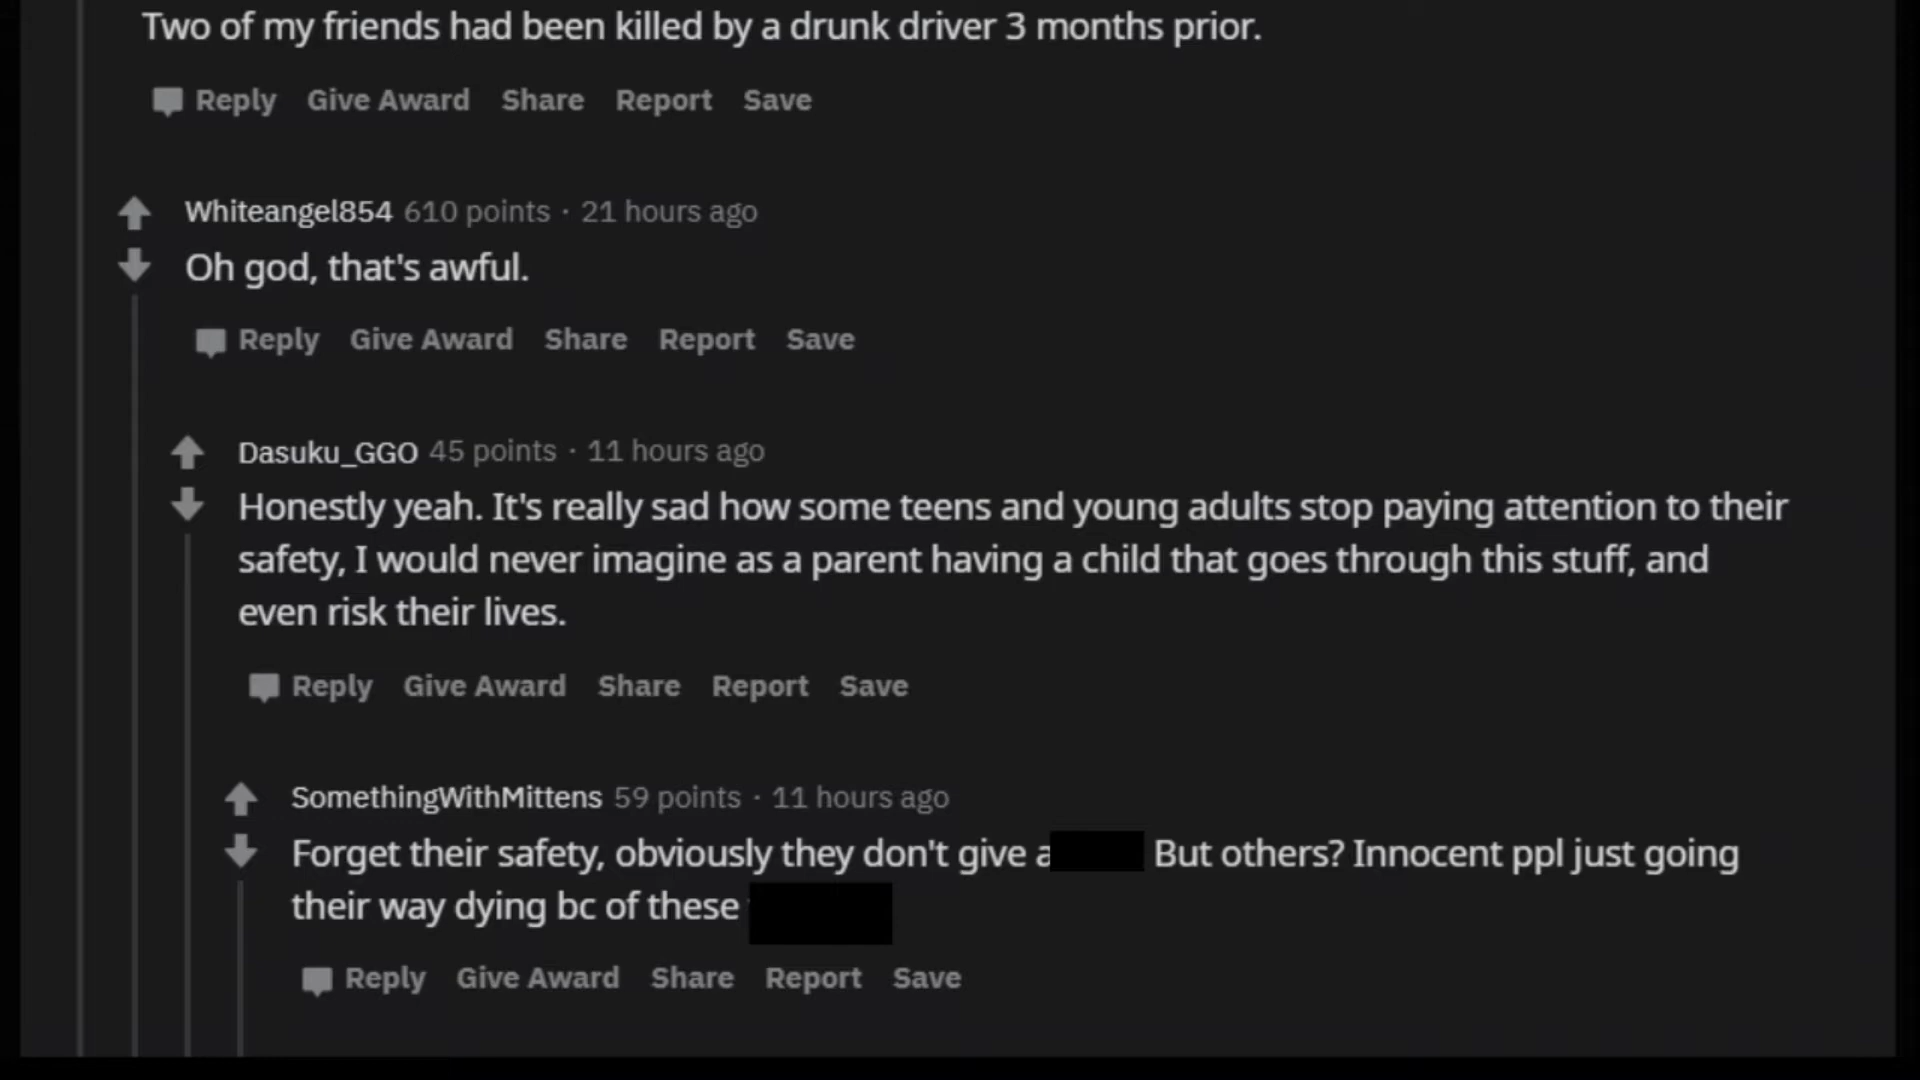 Two of my friends had been killed by a drunk driver 3 months prior.
Reply Give Award Share Report Save
Whiteangel854 610 points · 21 hours ago
Oh god, that's awful.
Reply Give Award Share Report Save
Dasuku_GGO 45 points · 11 hours ago
Honestly yeah. It's really sad how some teens and young adults stop paying attention to their
safety, I would never imagine as a parent having a child that goes through this stuff, and
even risk their lives.
Reply Give Award Share Report Save
SomethingWithMittens 59 points · 11 hours ago
Forget their safety, obviously they don't give a But others? Innocent ppl just going
their way dying bc of these
Reply Give Award Share Report Save